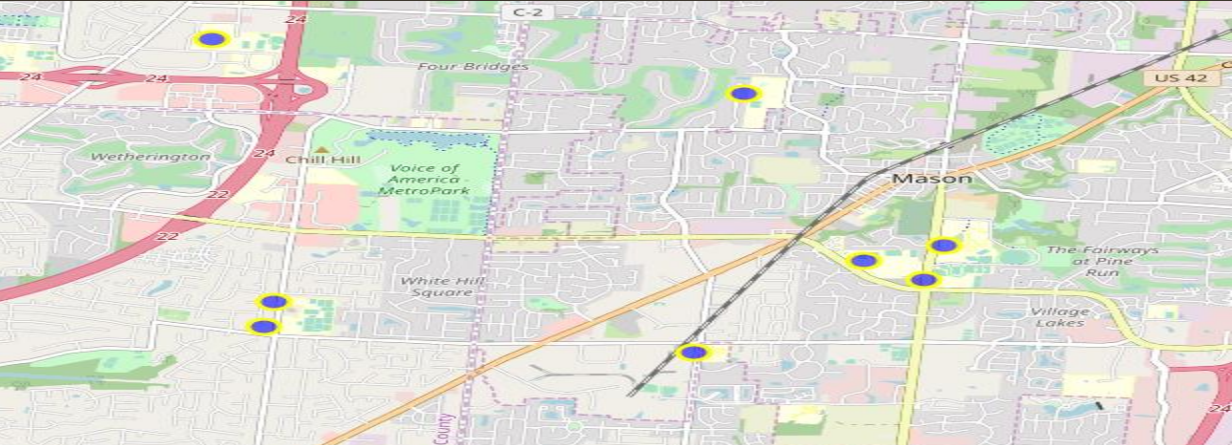 24
C-2
Four Bridges
24
24
US 42
Wetherington
24
Chill Hill
Voice of
America -
MetroPark
22
Mason
22
The Fairways
at Pine
Run
White Hill
Square
Village
Lakes
County
24